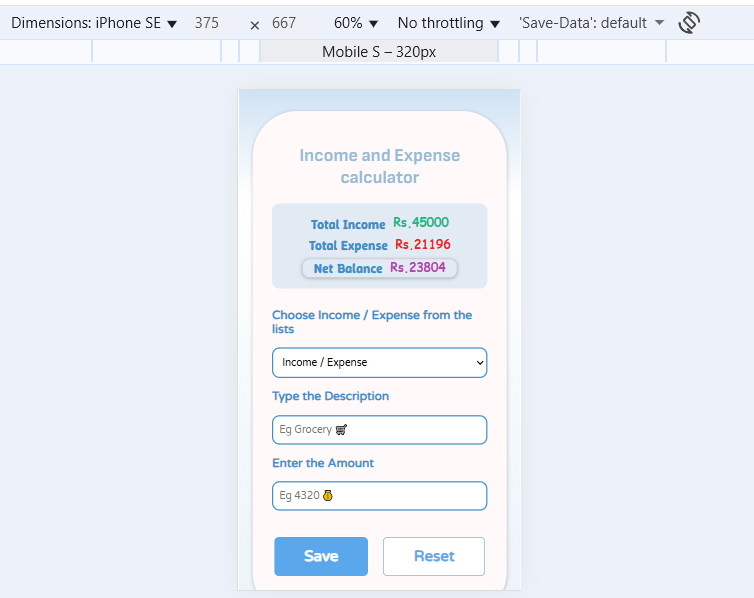 Dimensions: iPhone SE ▼ 375 × 667 60% ▼ No throttling ▼ 'Save-Data': default ▼
Mobile S – 320px
Income and Expense
calculator
Total Income Rs.45000
Total Expense Rs.21196
Net Balance Rs.23804
Choose Income / Expense from the
lists
Income / Expense
Type the Description
Eg Grocery 🛒
Enter the Amount
Eg 4320 💰
Save Reset